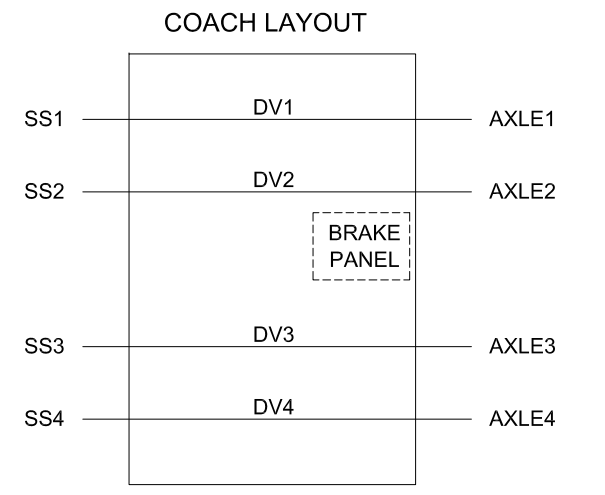 COACH LAYOUT
SS1 DV1 AXLE1
SS2 DV2 AXLE2
BRAKE
PANEL
SS3 DV3 AXLE3
SS4 DV4 AXLE4